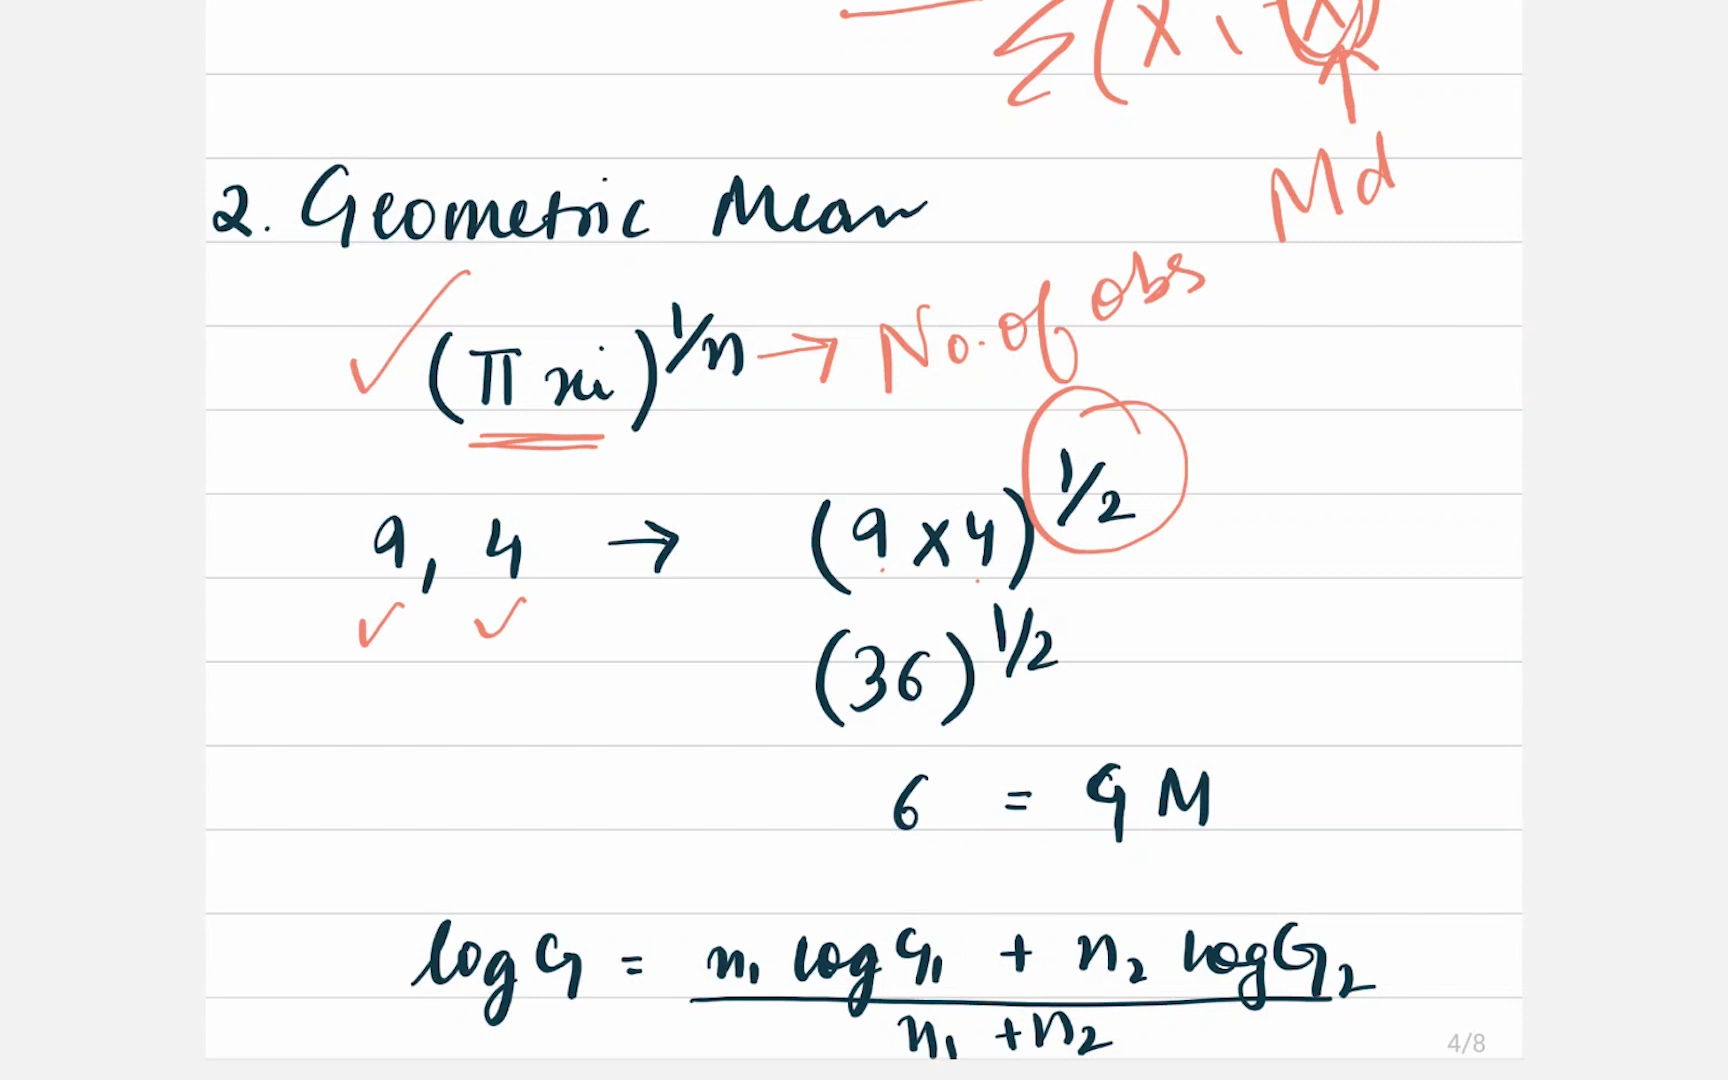 Σ(x,
Md
2. Geometric Mean
(π xi)^1/n → No. of obs
9, 4 → (9 x 4)^1/2
(36)^1/2
6 = GM
log G = n₁ log G₁ + n₂ log G₂
n₁ + n₂
4/8